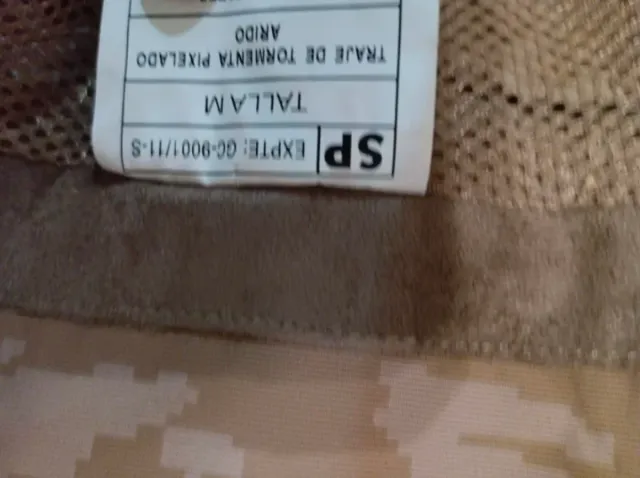 TRAJE DE TORMENTA PIXELADO
ARIDO
TALLA M
SP EXPTE: GC-9001/11-S